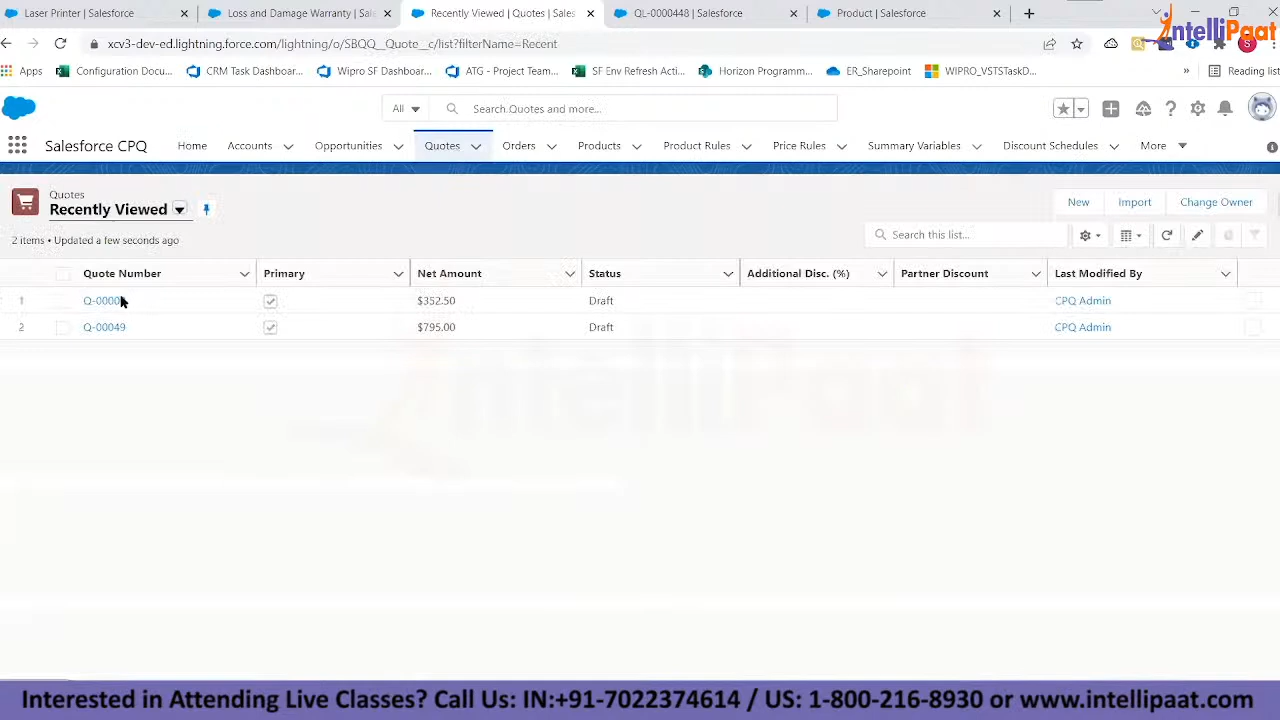 Laser Printer | Salesforce
Loss and Damage Warranty | Sale
Recently Viewed | Quotes | Sales
QL-0000448 | Salesforce
Product | Salesforce
IntelliPaat
xcv3-dev-ed.lightning.force.com/lightning/o/SBQQ__Quote__c/list?filterName=Recent
Apps
Configuration Docu...
CRM Task Dashboar...
Wipro SF Dashboar...
ATG - Project Team...
SF Env Refresh Acti...
Horizon Programm...
ER_Sharepoint
WIPRO_VSTSTaskD...
»
Reading list
All
Search Quotes and more...
Salesforce CPQ
Home
Accounts
Opportunities
Quotes
Orders
Products
Product Rules
Price Rules
Summary Variables
Discount Schedules
More
Quotes
Recently Viewed
New
Import
Change Owner
2 items • Updated a few seconds ago
Search this list...
Quote Number
Primary
Net Amount
Status
Additional Disc. (%)
Partner Discount
Last Modified By
1
Q-0000
$352.50
Draft
CPQ Admin
2
Q-00049
$795.00
Draft
CPQ Admin
IntelliPaat
Interested in Attending Live Classes? Call Us: IN:+91-7022374614 / US: 1-800-216-8930 or www.intellipaat.com